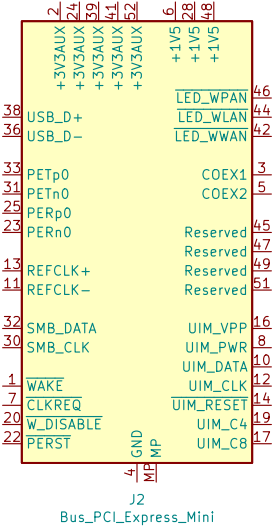 2 24 39 41 52 6 28 48
+3V3AUX +3V3AUX +3V3AUX +3V3AUX +3V3AUX +1V5 +1V5 +1V5
LED_WPAN 46
38 USB_D+ LED_WLAN 44
36 USB_D- LED_WWAN 42
33 PETp0 COEX1 3
31 PETn0 COEX2 5
25 PERp0
23 PERn0 Reserved 45
Reserved 47
13 REFCLK+ Reserved 49
11 REFCLK- Reserved 51
32 SMB_DATA UIM_VPP 16
30 SMB_CLK UIM_PWR 8
UIM_DATA 10
1 WAKE UIM_CLK 12
7 CLKREQ UIM_RESET 14
20 W_DISABLE UIM_C4 19
22 PERST UIM_C8 17
GND MP
4 MP
J2
Bus_PCI_Express_Mini